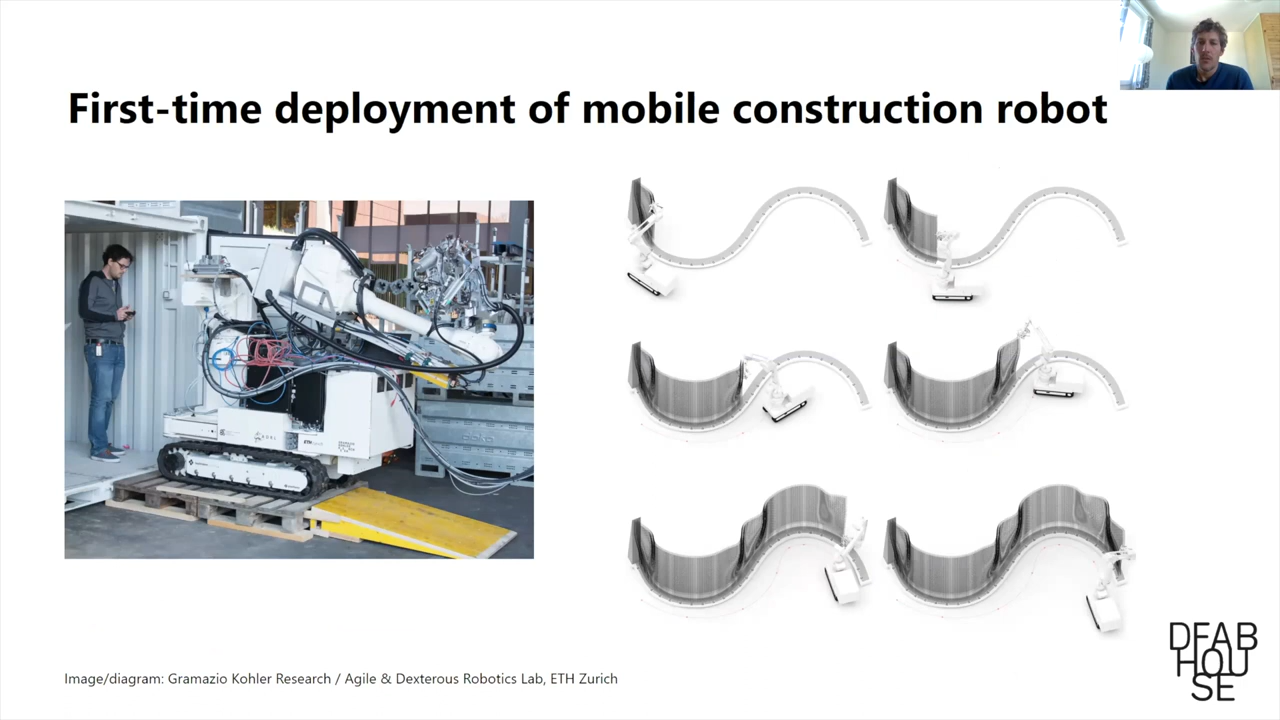 First-time deployment of mobile construction robot
Image/diagram: Gramazio Kohler Research / Agile & Dexterous Robotics Lab, ETH Zurich
DFAB
HOU
SE